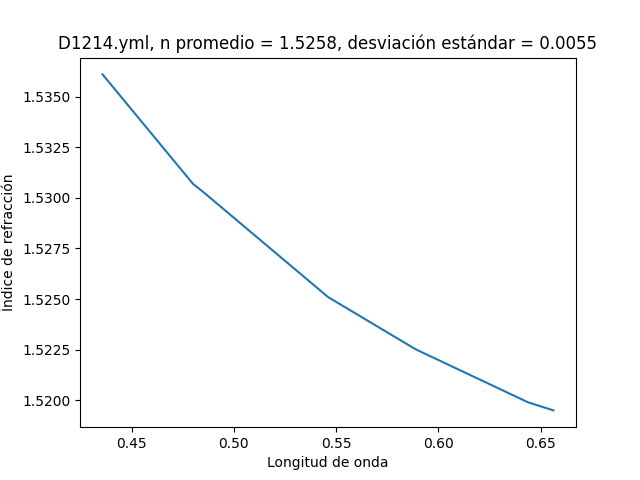 D1214.yml, n promedio = 1.5258, desviación estándar = 0.0055
Índice de refracción
1.5350
1.5325
1.5300
1.5275
1.5250
1.5225
1.5200
0.45 0.50 0.55 0.60 0.65
Longitud de onda